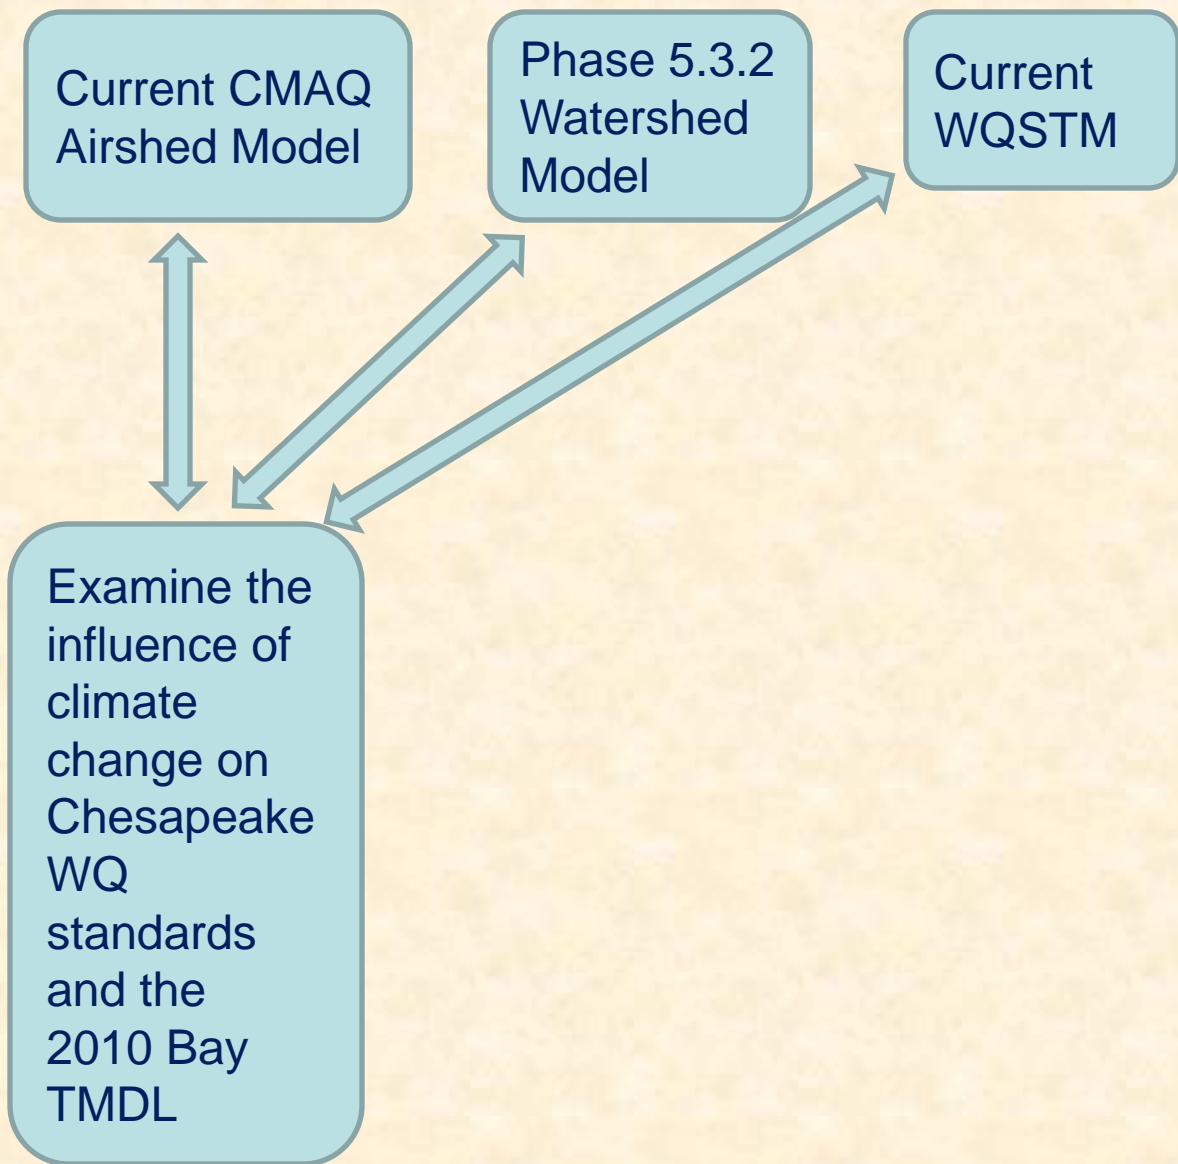 Current CMAQ
Airshed Model
Phase 5.3.2
Watershed
Model
Current
WQSTM
Examine the
influence of
climate
change on
Chesapeake
WQ
standards
and the
2010 Bay
TMDL